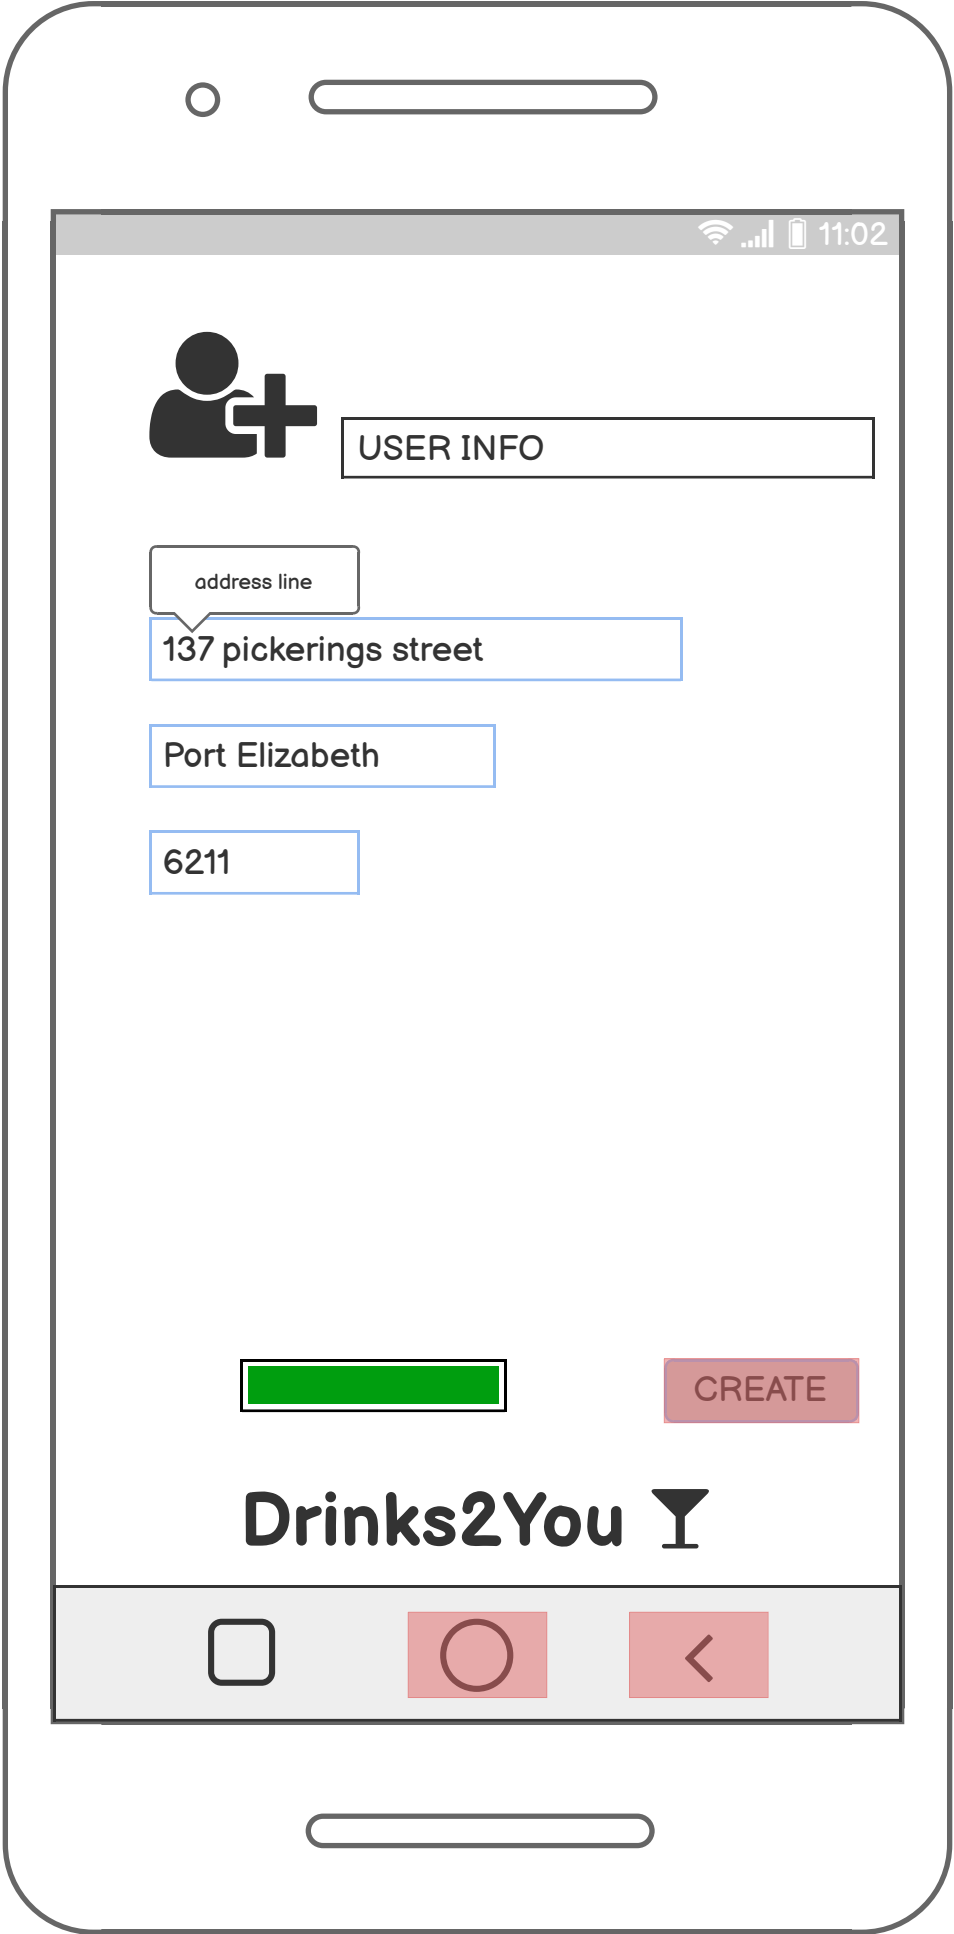 11:02
USER INFO
address line
137 pickerings street
Port Elizabeth
6211
CREATE
Drinks2You